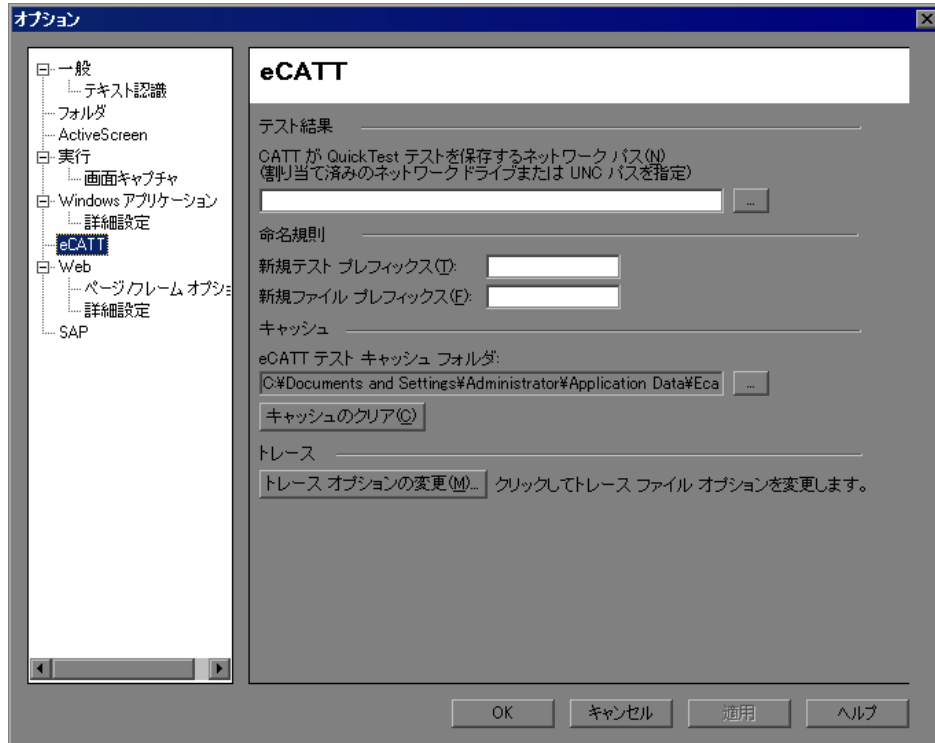 オプション
一般
テキスト認識
フォルダ
ActiveScreen
実行
画面キャプチャ
Windows アプリケーション
詳細設定
eCATT
Web
ページ/フレーム オプショ
詳細設定
SAP
eCATT
テスト結果
CATT が QuickTest テストを保存するネットワーク パス(N)
(割り当て済みのネットワーク ドライブまたは UNC パスを指定)
...
命名規則
新規テスト プレフィックス(T):
新規ファイル プレフィックス(F):
キャッシュ
eCATT テスト キャッシュ フォルダ:
C:¥Documents and Settings¥Administrator¥Application Data¥Eca
...
キャッシュのクリア(C)
トレース
トレース オプションの変更(M)... クリックしてトレース ファイル オプションを変更します。
OK キャンセル 適用 ヘルプ